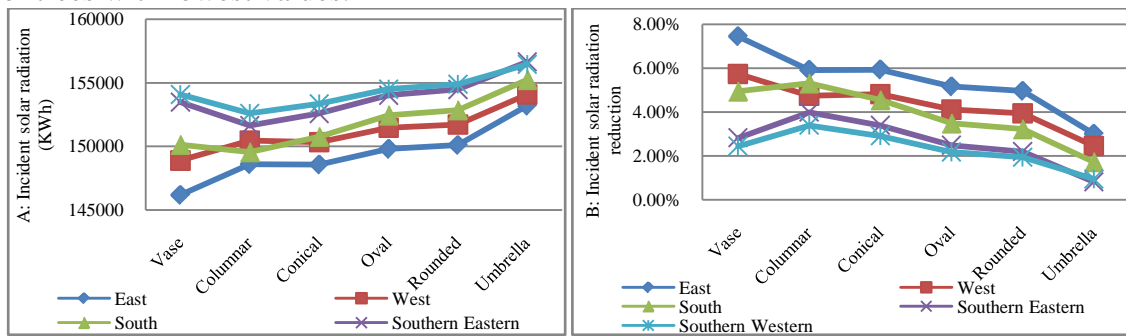 160000
155000
150000
145000
A: Incident solar radiation
(KWh)
Vase
Columnar
Conical
Oval
Rounded
Umbrella
East
West
South
Southern Eastern
8.00%
6.00%
4.00%
2.00%
0.00%
B: Incident solar radiation
reduction
Vase
Columnar
Conical
Oval
Rounded
Umbrella
East
West
South
Southern Eastern
Southern Western